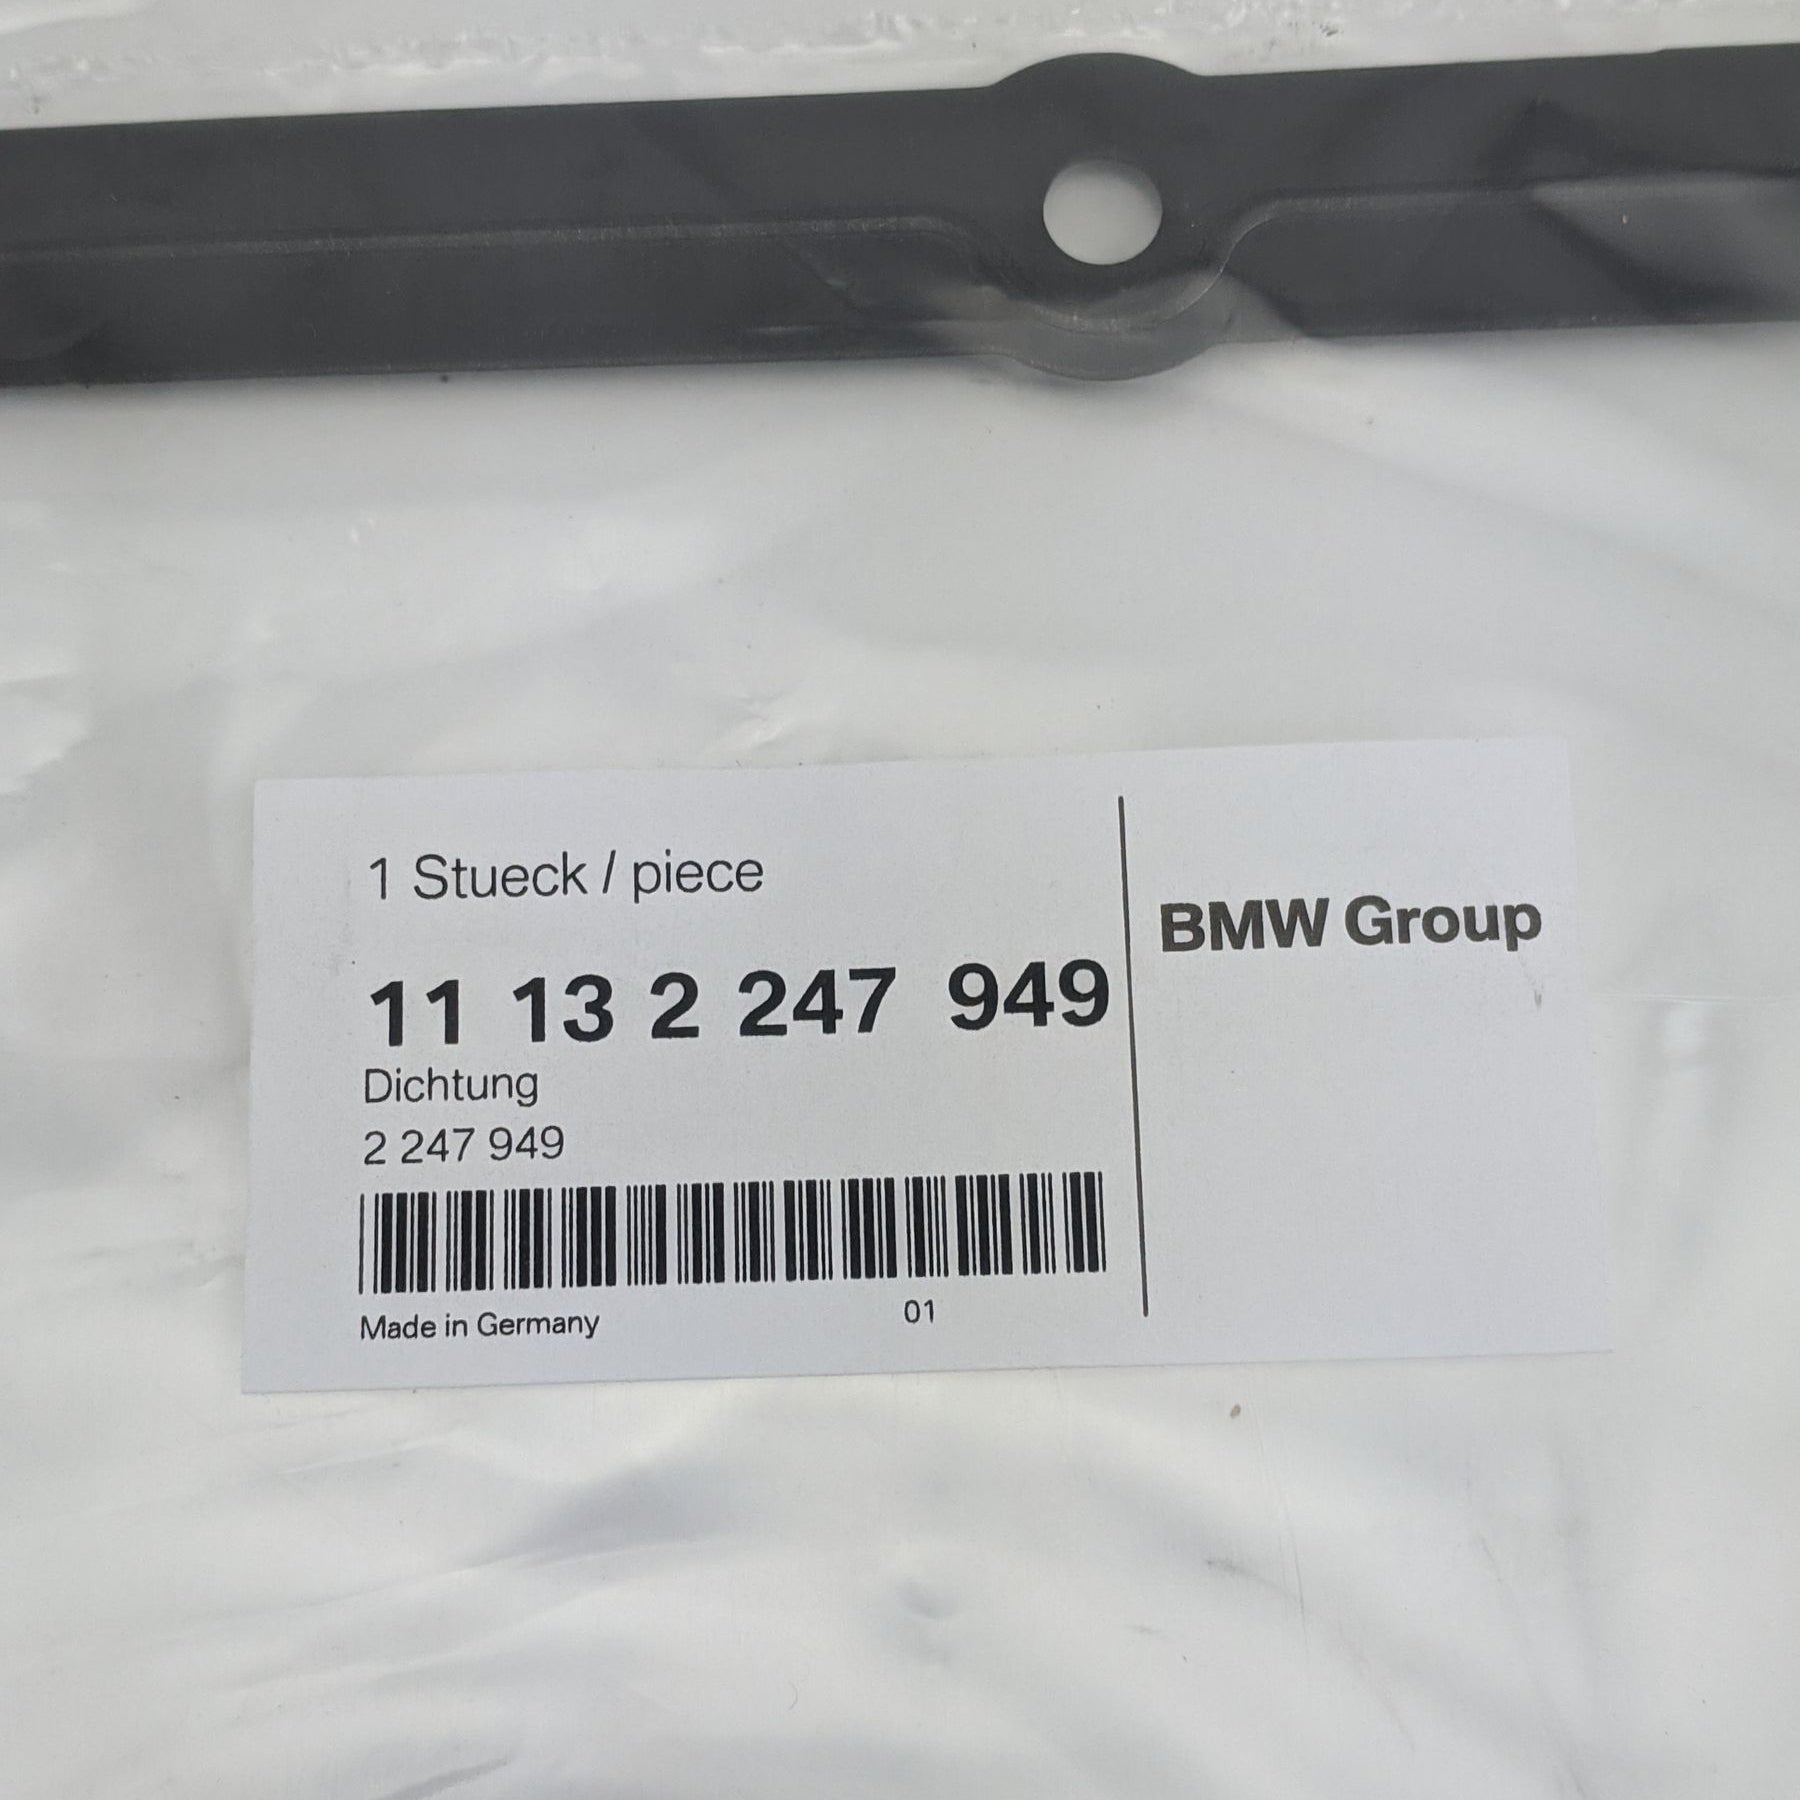 1 Stueck / piece
11 13 2 247 949
Dichtung
2 247 949
Made in Germany
01
BMW Group